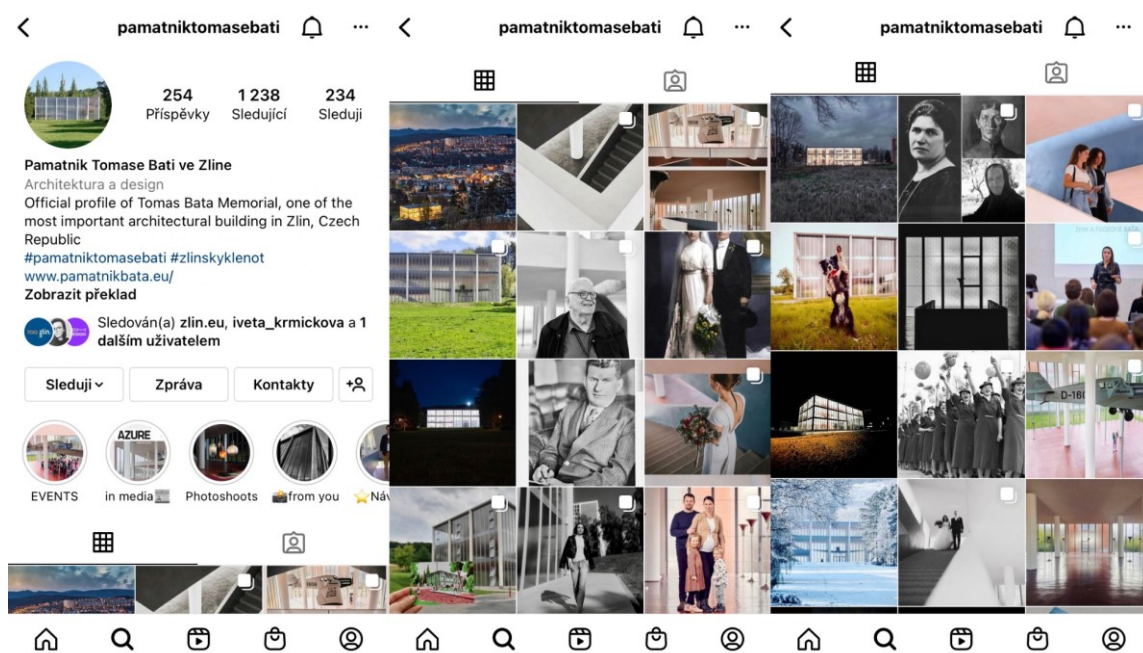 pamatniktomasebati
254
1 238
234
Příspěvky
Sledující
Sleduji
Pamatnik Tomase Bati ve Zline
Architektura a design
Official profile of Tomas Bata Memorial, one of the
most important architectural building in Zlin, Czech
Republic
#pamatniktomasebati #zlinskyklenot
www.pamatnikbata.eu/
Zobrazit překlad
Sledován(a) zlin.eu, iveta_krmickova a 1
dalším uživatelem
Sleduji
Zpráva
Kontakty
AZURE
EVENTS
in media
Photoshoots
from you
Náv
pamatniktomasebati
pamatniktomasebati
D-160